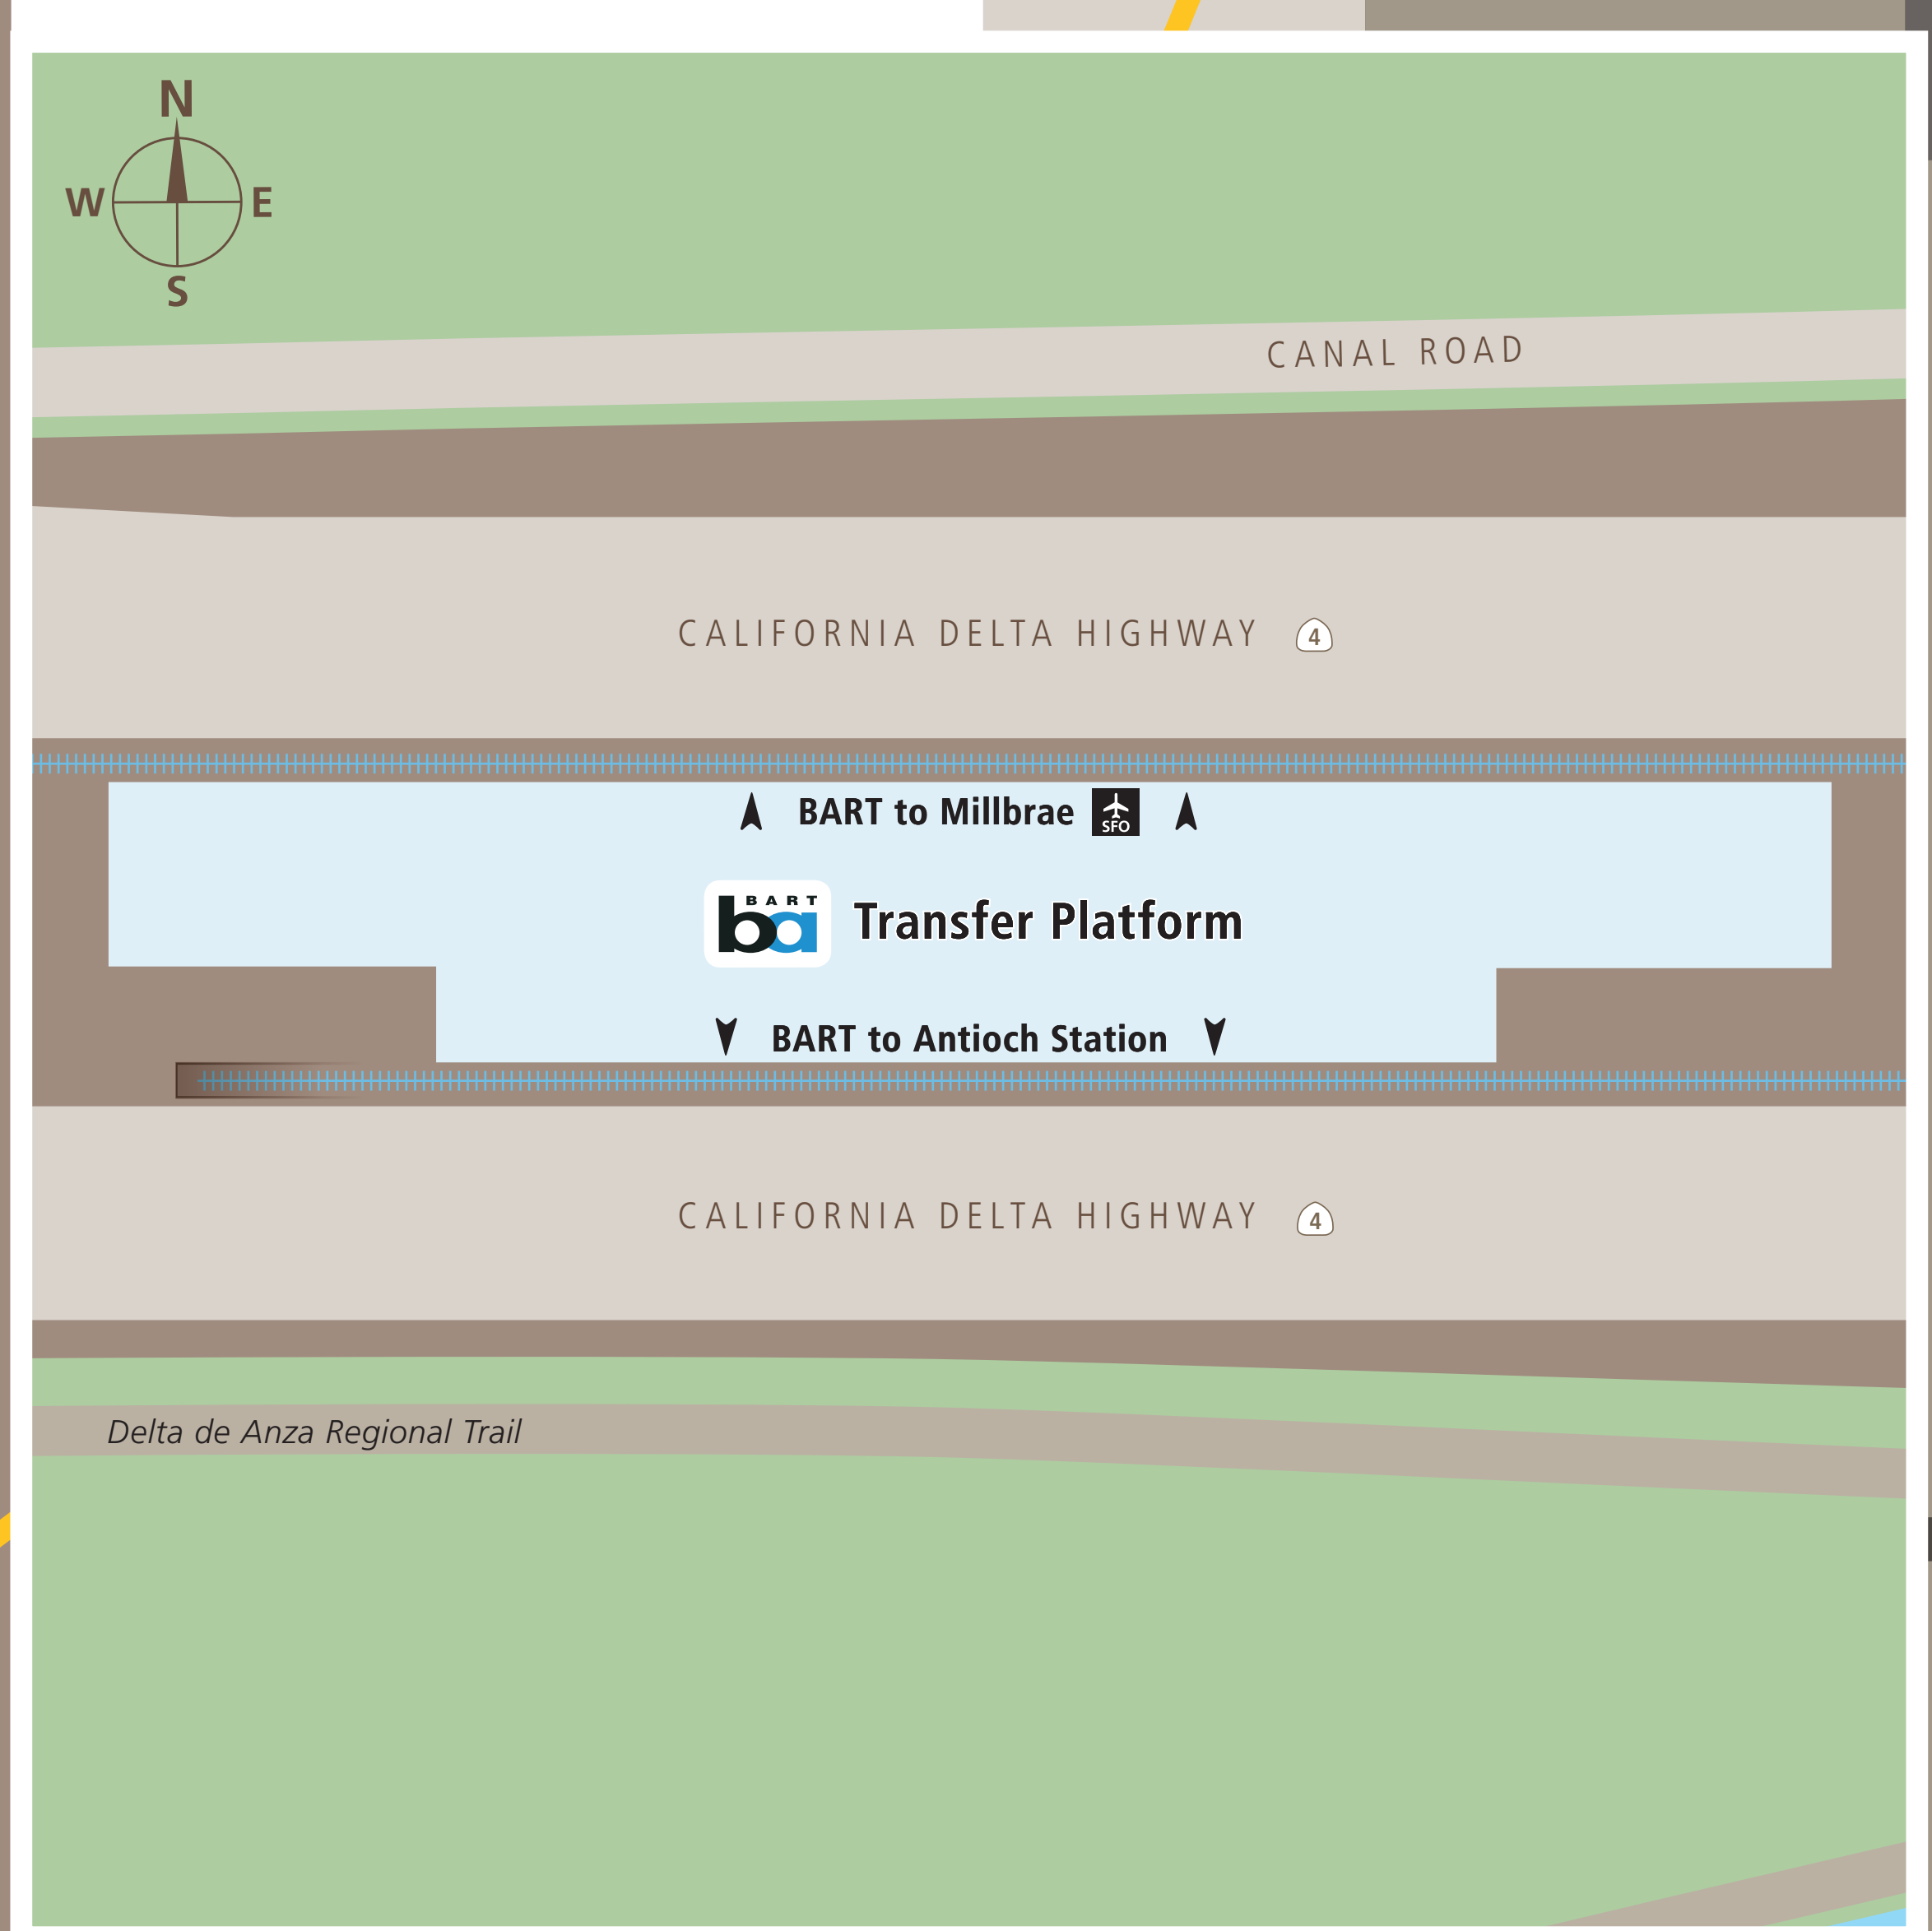 N
W E
S
CANAL ROAD
CALIFORNIA DELTA HIGHWAY 4
BART to Millbrae SFO
BART
ba Transfer Platform
BART to Antioch Station
CALIFORNIA DELTA HIGHWAY 4
Delta de Anza Regional Trail